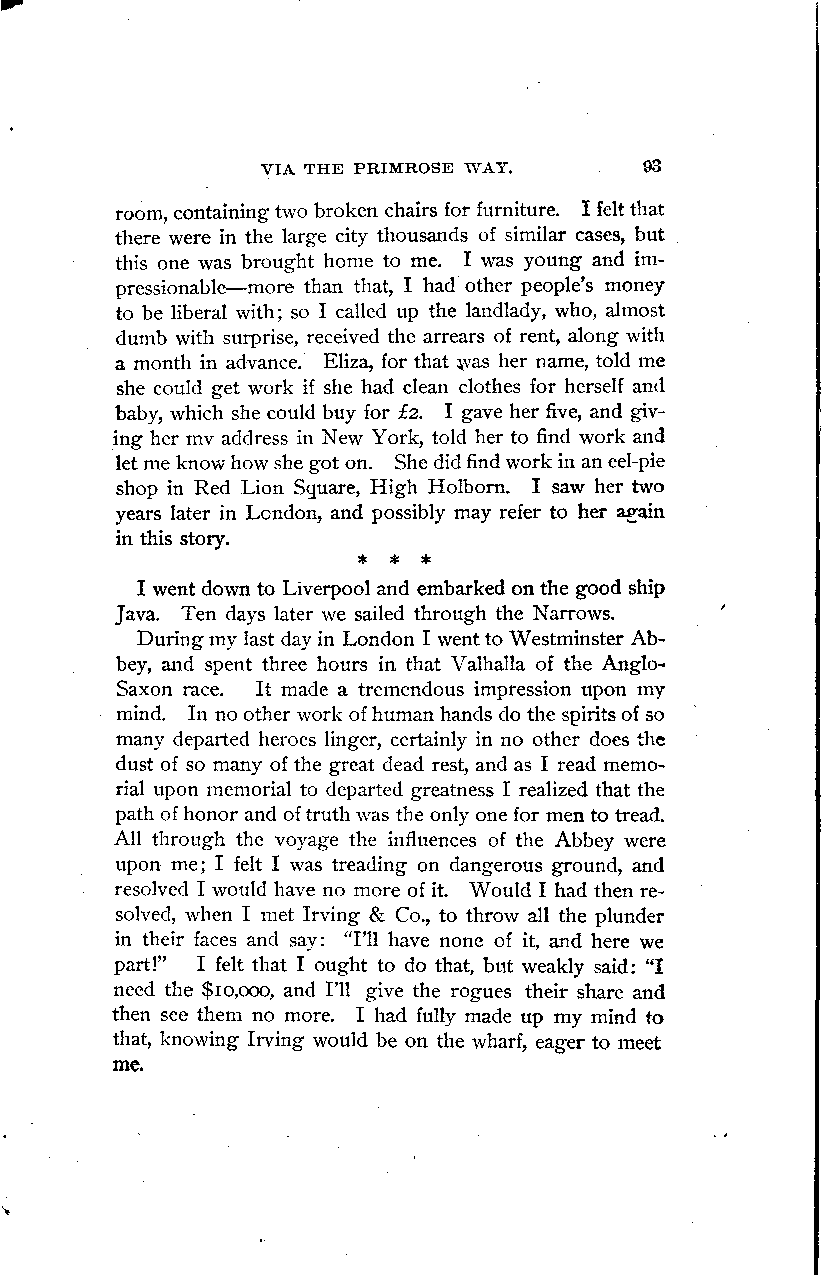 VIA THE PRIMROSE WAY. 93
room, containing two broken chairs for furniture. I felt that
there were in the large city thousands of similar cases, but
this one was brought home to me. I was young and im-
pressionable—more than that, I had other people's money
to be liberal with; so I called up the landlady, who, almost
dumb with surprise, received the arrears of rent, along with
a month in advance. Eliza, for that was her name, told me
she could get work if she had clean clothes for herself and
baby, which she could buy for £2. I gave her five, and giv-
ing her my address in New York, told her to find work and
let me know how she got on. She did find work in an eel-pie
shop in Red Lion Square, High Holborn. I saw her two
years later in London, and possibly may refer to her again
in this story.
* * *
I went down to Liverpool and embarked on the good ship
Java. Ten days later we sailed through the Narrows.
During my last day in London I went to Westminster Ab-
bey, and spent three hours in that Valhalla of the Anglo-
Saxon race. It made a tremendous impression upon my
mind. In no other work of human hands do the spirits of so
many departed heroes linger, certainly in no other does the
dust of so many of the great dead rest, and as I read memo-
rial upon memorial to departed greatness I realized that the
path of honor and of truth was the only one for men to tread.
All through the voyage the influences of the Abbey were
upon me; I felt I was treading on dangerous ground, and
resolved I would have no more of it. Would I had then re-
solved, when I met Irving & Co., to throw all the plunder
in their faces and say: "I'll have none of it, and here we
part!" I felt that I ought to do that, but weakly said: "I
need the $10,000, and I'll give the rogues their share and
then see them no more. I had fully made up my mind to
that, knowing Irving would be on the wharf, eager to meet
me.